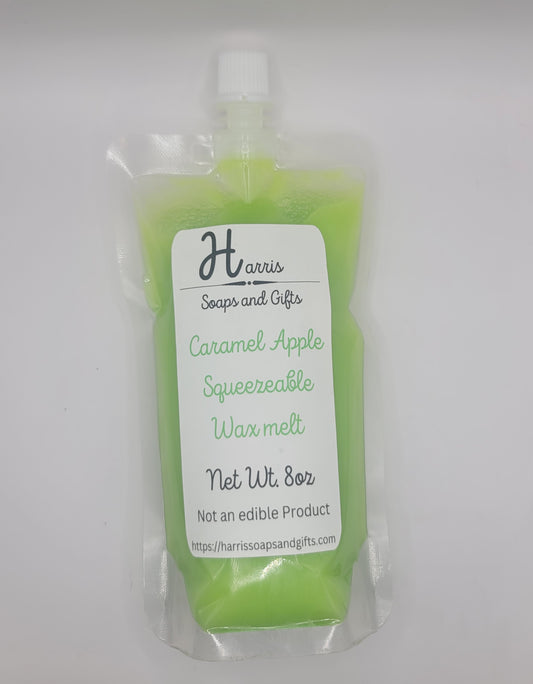 Harris
Soaps and Gifts
Caramel Apple
Squeezeable
Wax melt
Net Wt. 8oz
Not an edible Product
https://harrissoapsandgifts.com